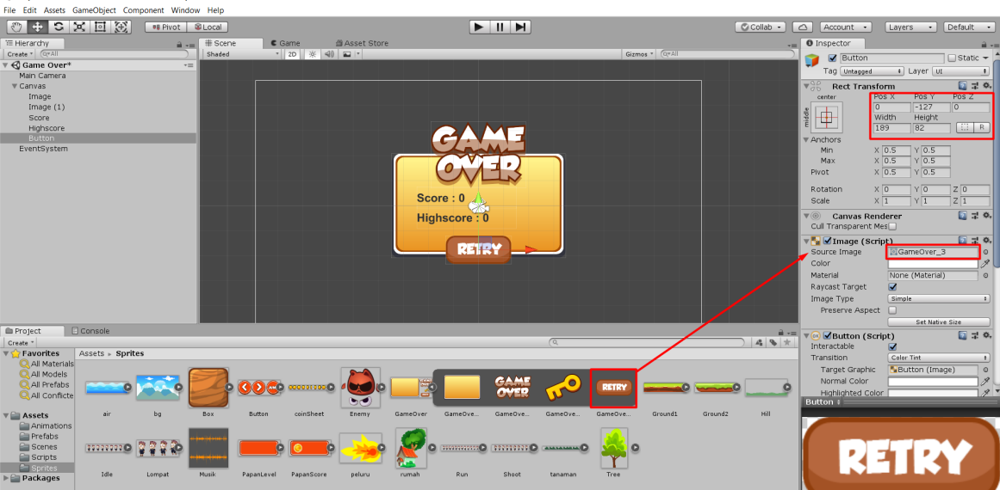 File Edit Assets GameObject Component Window Help
Pivot Local Collab Account Layers Default
Hierarchy
Create All
Game Over*
Main Camera
Canvas
Image
Image (1)
Score
Highscore
Button
EventSystem
Scene Game Asset Store
Shaded 2D Gizmos All
GAME
OVER
Score : 0
Highscore : 0
RETRY
Inspector
Button Static
Tag Untagged Layer UI
Rect Transform
center Pos X Pos Y Pos Z
middle 0 -127 0
Width Height
189 82 R
Anchors
Min X 0.5 Y 0.5
Max X 0.5 Y 0.5
Pivot X 0.5 Y 0.5
Rotation X 0 Y 0 Z 0
Scale X 1 Y 1 Z 1
Canvas Renderer
Cull Transparent Mes
Image (Script)
Source Image GameOver_3
Color
Material None (Material)
Raycast Target
Image Type Simple
Preserve Aspect
Set Native Size
Button (Script)
Interactable
Transition Color Tint
Target Graphic Button (Image)
Normal Color
Highlighted Color
Button
RETRY
Project Console
Create
Favorites
All Materials
All Models
All Prefabs
All Conflicte
Assets
Animations
Prefabs
Scenes
Scripts
Sprites
Packages
Assets Sprites
GAME
OVER
RETRY
air bg Box Button coinSheet Enemy GameOver GameOve... GameOve... GameOve... GameOve... Ground1 Ground2 Hill
Idle Lompat Musik PapanLevel PapanScore peluru rumah Run Shoot tanaman Tree